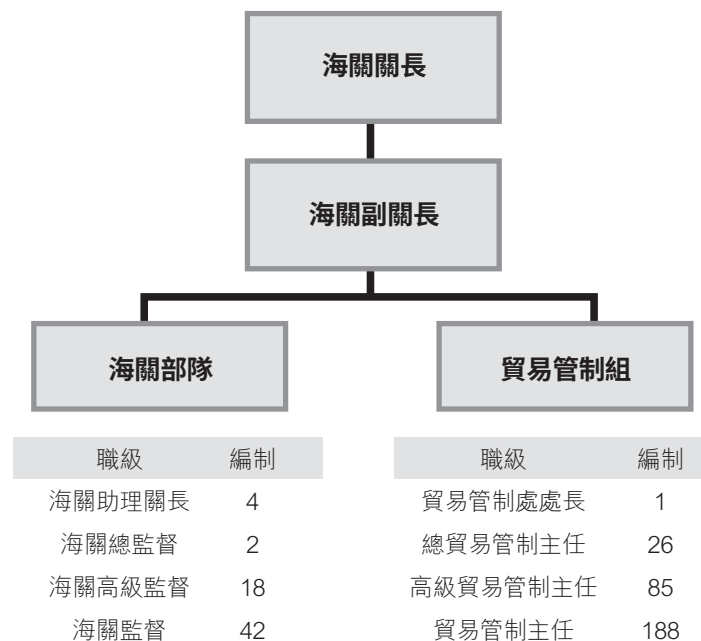 海關關長
海關副關長
海關部隊
貿易管制組
職級 編制
海關助理關長 4
海關總監督 2
海關高級監督 18
海關監督 42
職級 編制
貿易管制處處長 1
總貿易管制主任 26
高級貿易管制主任 85
貿易管制主任 188